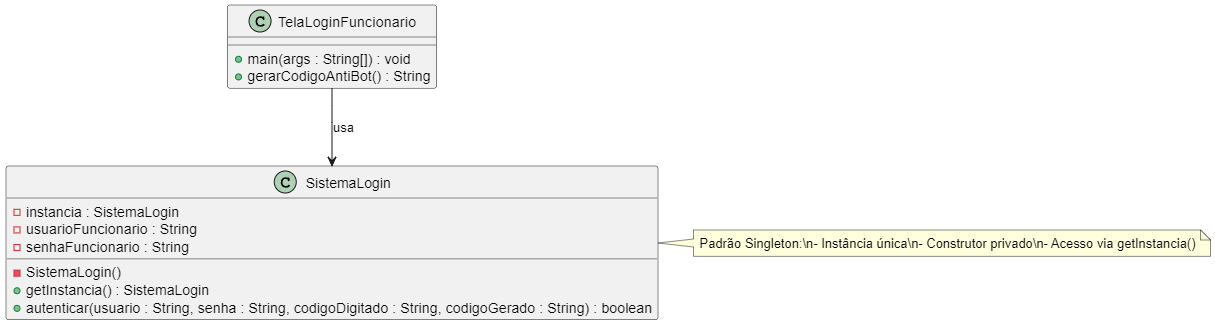 C TelaLoginFuncionario
main(args : String[]) : void
gerarCodigoAntiBot() : String
usa
C SistemaLogin
instancia : SistemaLogin
usuarioFuncionario : String
senhaFuncionario : String
Padrão Singleton:\n- Instância única\n- Construtor privado\n- Acesso via getInstancia()
SistemaLogin()
getInstancia() : SistemaLogin
autenticar(usuario : String, senha : String, codigoDigitado : String, codigoGerado : String) : boolean